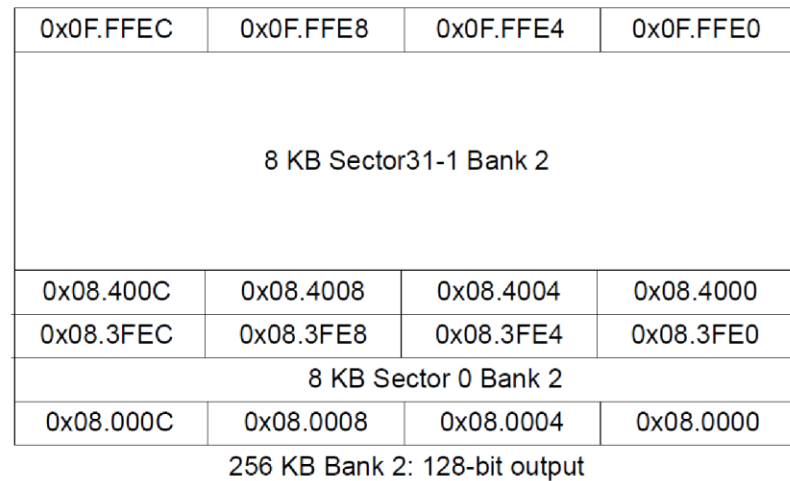 0x0F.FFEC 0x0F.FFE8 0x0F.FFE4 0x0F.FFE0
8 KB Sector31-1 Bank 2
0x08.400C 0x08.4008 0x08.4004 0x08.4000
0x08.3FEC 0x08.3FE8 0x08.3FE4 0x08.3FE0
8 KB Sector 0 Bank 2
0x08.000C 0x08.0008 0x08.0004 0x08.0000
256 KB Bank 2: 128-bit output